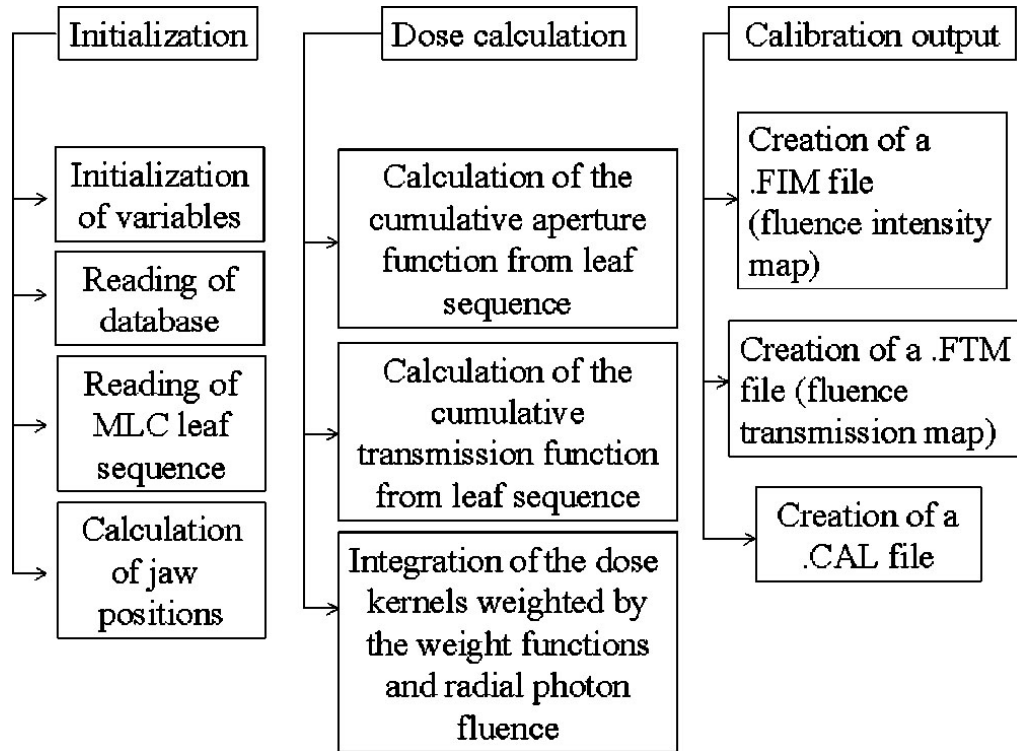 Initialization
Initialization
of variables
Reading of
database
Reading of
MLC leaf
sequence
Calculation
of jaw
positions
Dose calculation
Calculation of the
cumulative aperture
function from leaf
sequence
Calculation of the
cumulative
transmission function
from leaf sequence
Integration of the dose
kernels weighted by
the weight functions
and radial photon
fluence
Calibration output
Creation of a
.FIM file
(fluence intensity
map)
Creation of a .FTM
file (fluence
transmission map)
Creation of a
.CAL file